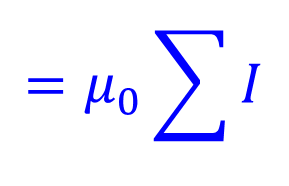 = μ₀ ∑ I